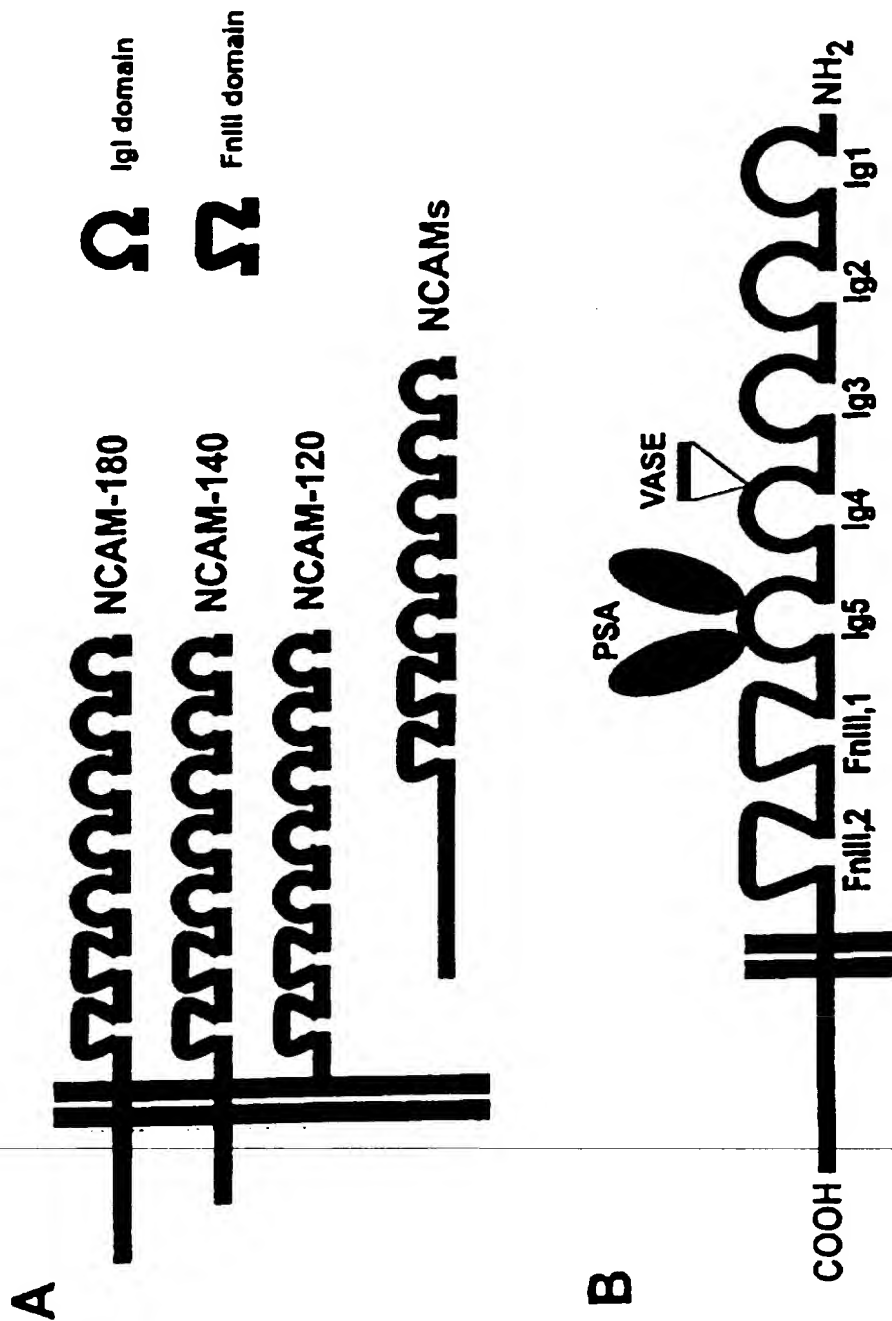 A
IgI domain
FnIII domain
NCAM-180
NCAM-140
NCAM-120
NCAMs
B
PSA
VASE
COOH
FnIII,2
FnIII,1
Ig5
Ig4
Ig3
Ig2
Ig1
NH2